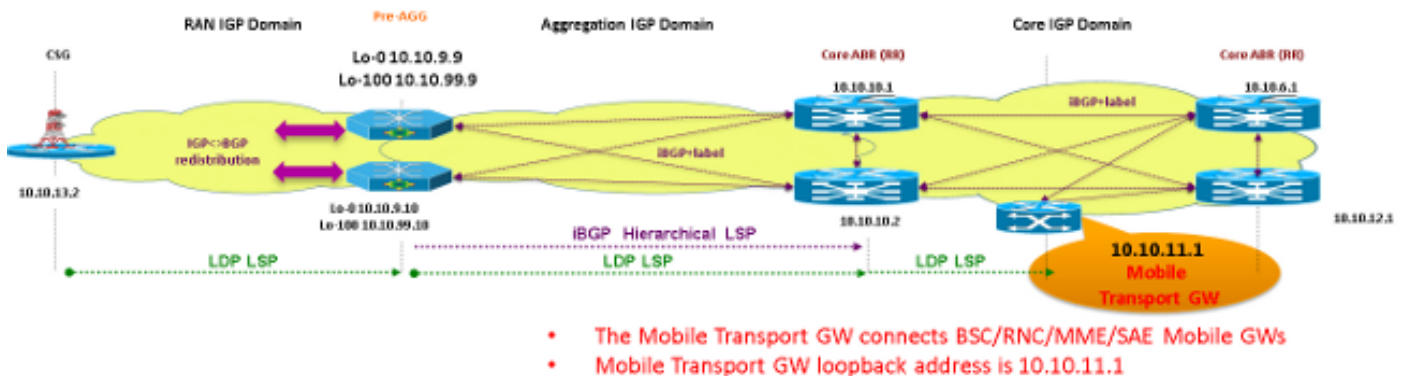 RAN IGP Domain
Pre-AGG
Aggregation IGP Domain
Core IGP Domain
CSG
Lo-0 10.10.9.9
Lo-100 10.10.99.9
Core ABR (RR)
Core ABR (RR)
10.10.10.1
10.10.6.1
iBGP+label
IGP<>BGP
redistribution
iBGP+label
10.10.13.2
Lo-0 10.10.9.10
Lo-100 10.10.99.10
10.10.10.2
10.10.12.1
iBGP Hierarchical LSP
LDP LSP
LDP LSP
LDP LSP
10.10.11.1
Mobile
Transport GW
• The Mobile Transport GW connects BSC/RNC/MME/SAE Mobile GWs
• Mobile Transport GW loopback address is 10.10.11.1